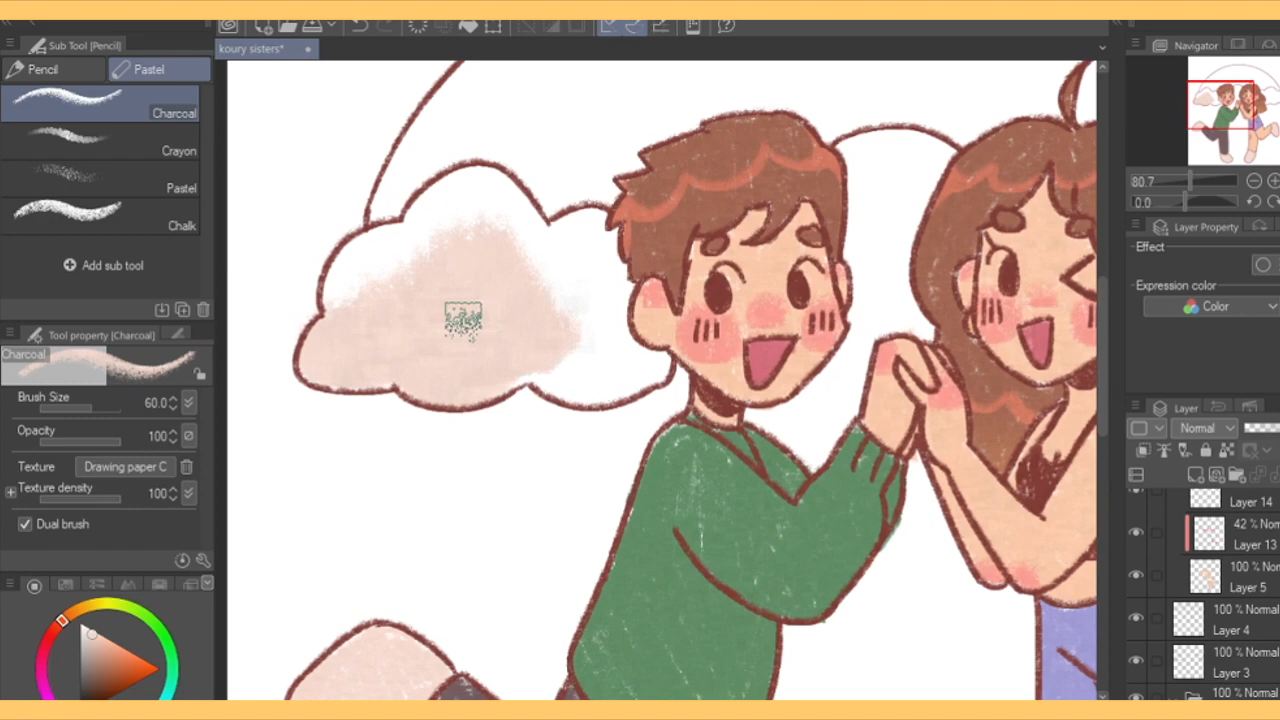 Sub Tool [Pencil]
Pencil
Pastel
Charcoal
Crayon
Pastel
Chalk
Add sub tool
Tool property [Charcoal]
Charcoal
Brush Size
60.0
Opacity
100
Texture
Drawing paper C
Texture density
100
Dual brush
koury sisters*
Navigator
80.7
0.0
Layer Property
Effect
Expression color
Color
Layer
Normal
Layer 14
42 % Nor
Layer 13
100 % Nor
Layer 5
100 % Normal
Layer 4
100 % Normal
Layer 3
100 % Normal